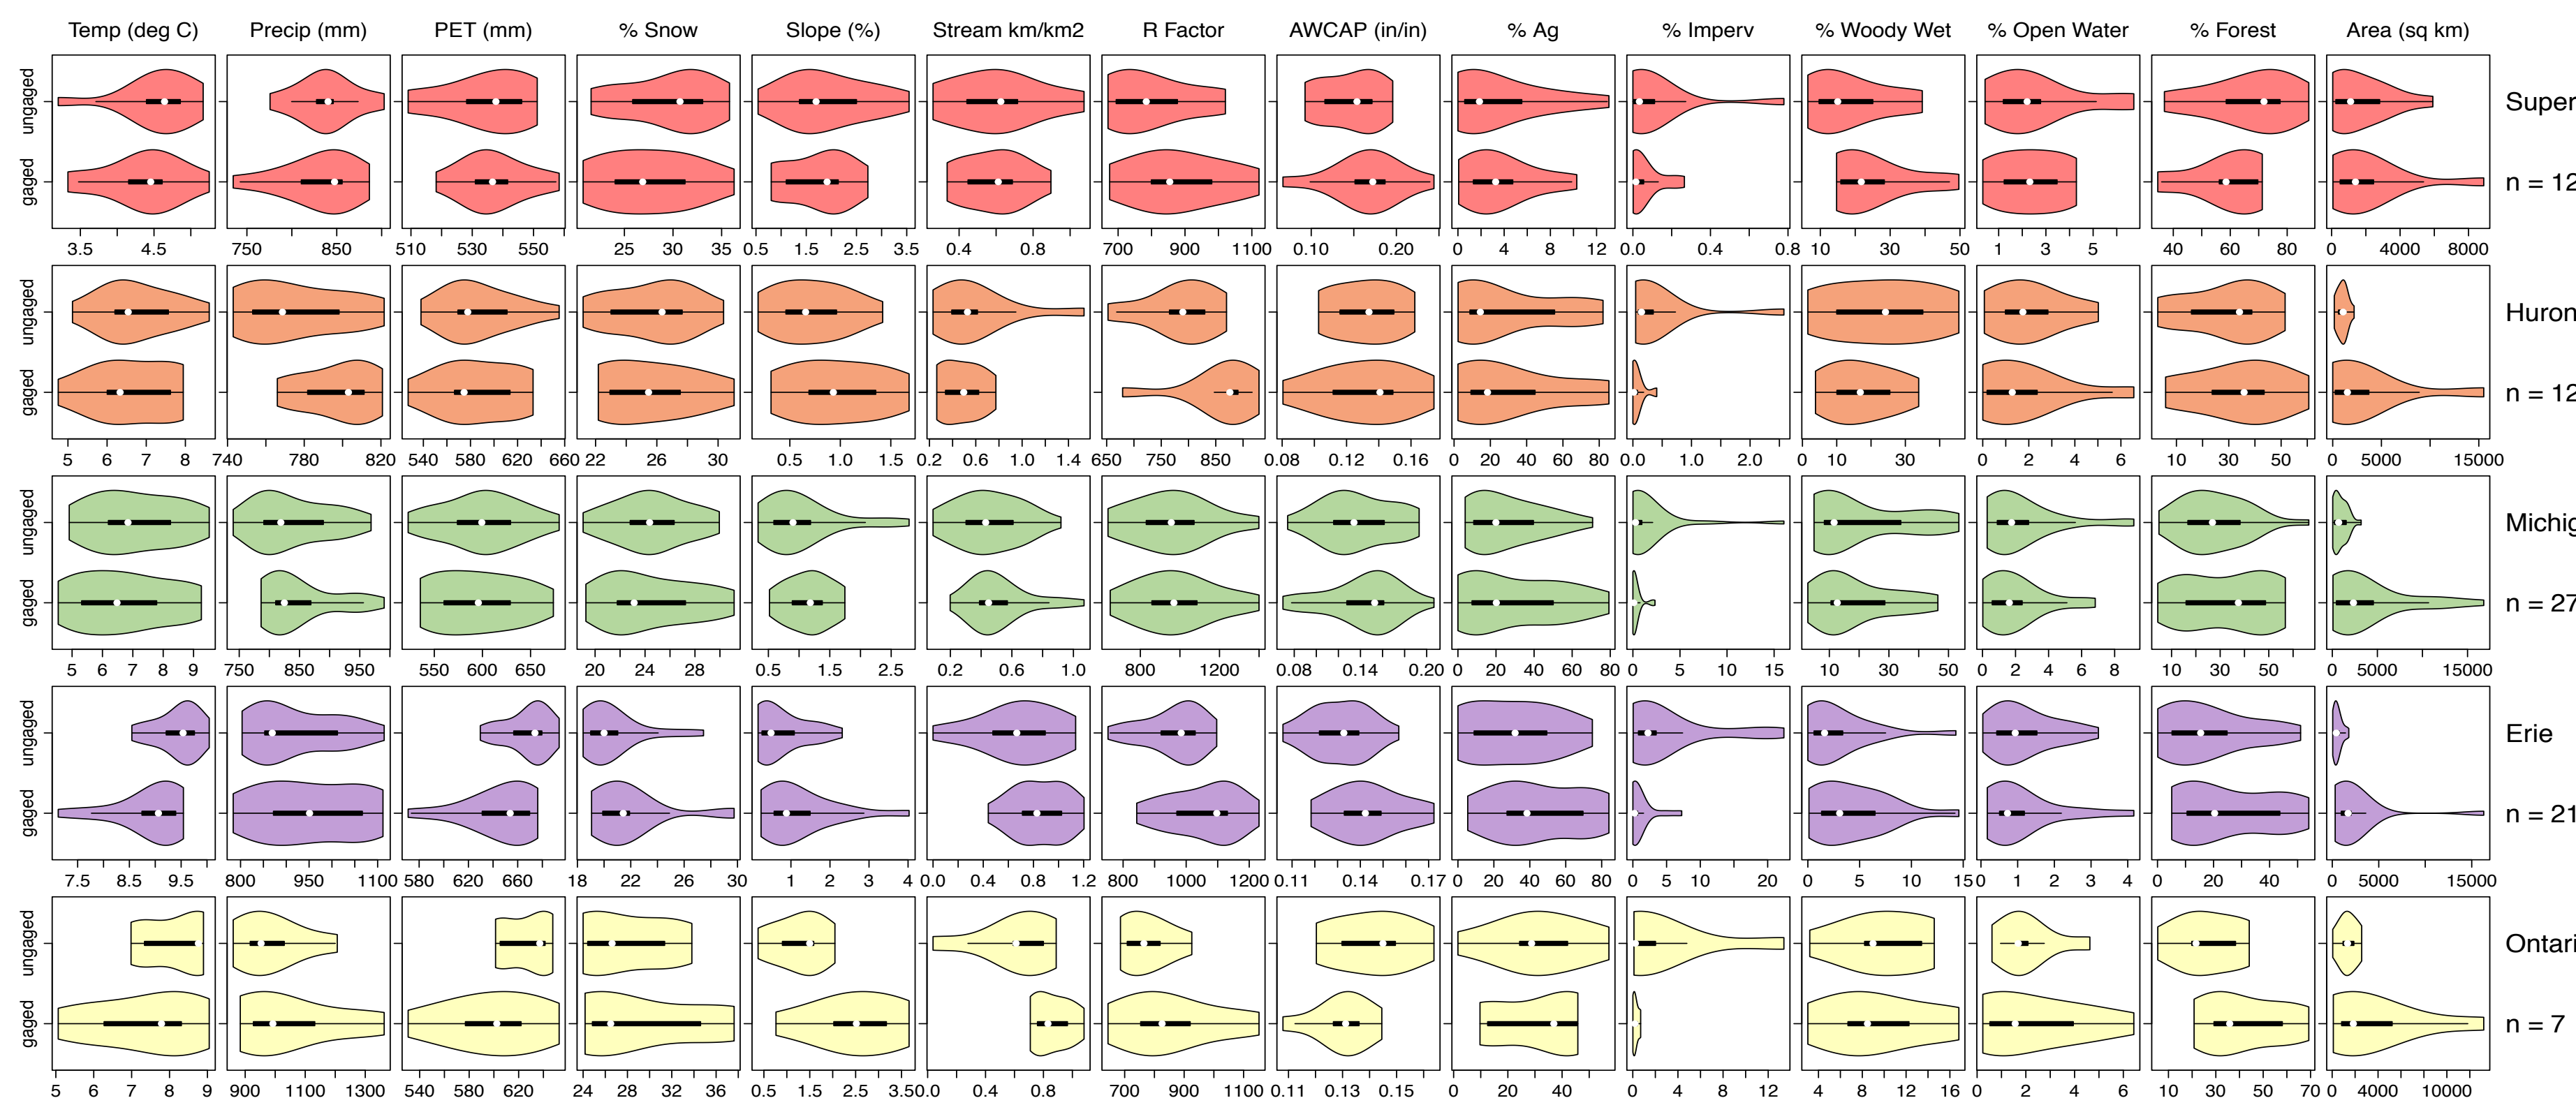 Temp (deg C) Precip (mm) PET (mm) % Snow Slope (%) Stream km/km2 R Factor AWCAP (in/in) % Ag % Imperv % Woody Wet % Open Water % Forest Area (sq km)
ungaged Super
gaged n = 12
3.5 4.5 750 850 510 530 550 25 30 35 0.5 1.5 2.5 3.5 0.4 0.8 700 900 1100 0.10 0.20 0 4 8 12 0.0 0.4 0.8 10 30 50 1 3 5 40 60 80 0 4000 8000
ungaged Huron
gaged n = 12
5 6 7 8 740 780 820 540 580 620 660 22 26 30 0.5 1.0 1.5 0.2 0.6 1.0 1.4 650 750 850 0.08 0.12 0.16 0 20 40 60 80 0.0 1.0 2.0 0 10 30 0 2 4 6 10 30 50 0 5000 15000
ungaged Michig
gaged n = 27
5 6 7 8 9 750 850 950 550 600 650 20 24 28 0.5 1.5 2.5 0.2 0.6 1.0 800 1200 0.08 0.14 0.20 0 20 40 60 80 0 5 10 15 10 30 50 0 2 4 6 8 10 30 50 0 5000 15000
ungaged Erie
gaged n = 21
7.5 8.5 9.5 800 950 1100 580 620 660 18 22 26 30 1 2 3 4 0.0 0.4 0.8 1.2 800 1000 1200 0.11 0.14 0.17 0 20 40 60 80 0 5 10 20 0 5 10 15 0 1 2 3 4 0 20 40 0 5000 15000
ungaged Ontari
gaged n = 7
5 6 7 8 9 900 1100 1300 540 580 620 24 28 32 36 0.5 1.5 2.5 3.5 0.0 0.4 0.8 700 900 1100 0.11 0.13 0.15 0 20 40 0 4 8 12 4 8 12 16 0 2 4 6 10 30 50 70 0 4000 10000